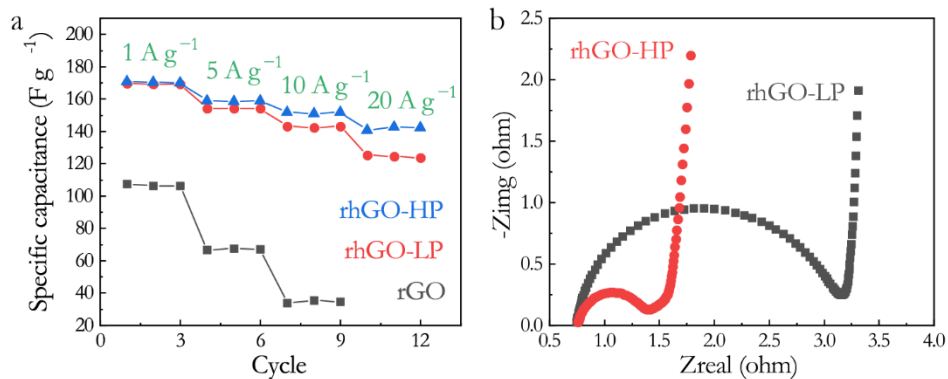 a
Specific capacitance (F g⁻¹)
200
180
160
140
120
100
80
60
40
20
1 A g⁻¹
5 A g⁻¹
10 A g⁻¹
20 A g⁻¹
rhGO-HP
rhGO-LP
rGO
0 3 6 9 12
Cycle
b
-Zimg (ohm)
2.5
2.0
1.5
1.0
0.5
0.0
rhGO-HP
rhGO-LP
0.5 1.0 1.5 2.0 2.5 3.0 3.5 4.0
Zreal (ohm)